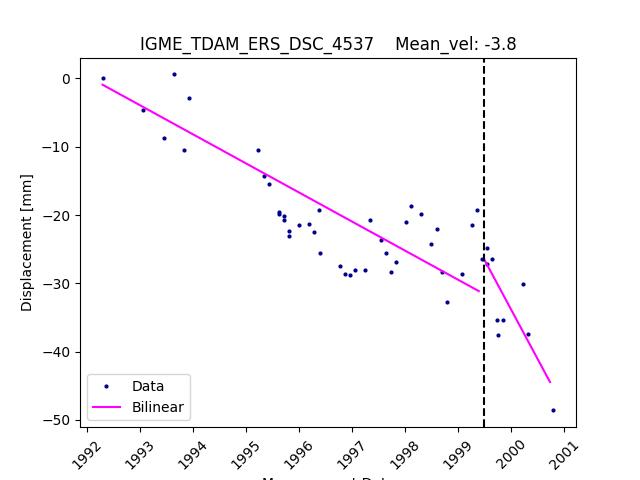 IGME_TDAM_ERS_DSC_4537    Mean_vel: -3.8
Displacement [mm]
0
−10
−20
−30
−40
−50
Data
Bilinear
1992 1993 1994 1995 1996 1997 1998 1999 2000 2001